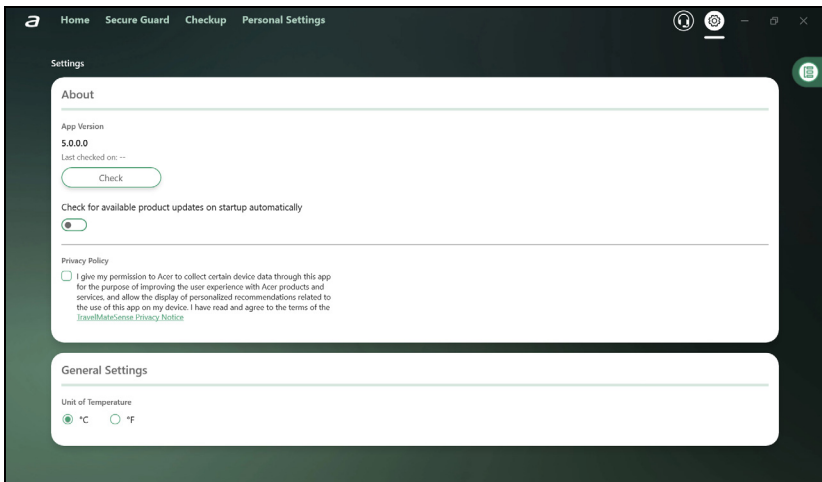 a Home Secure Guard Checkup Personal Settings
Settings
About
App Version
5.0.0.0
Last checked on: --
Check
Check for available product updates on startup automatically
Privacy Policy
I give my permission to Acer to collect certain device data through this app
for the purpose of improving the user experience with Acer products and
services, and allow the display of personalized recommendations related to
the use of this app on my device. I have read and agree to the terms of the
TravelMateSense Privacy Notice
General Settings
Unit of Temperature
°C °F